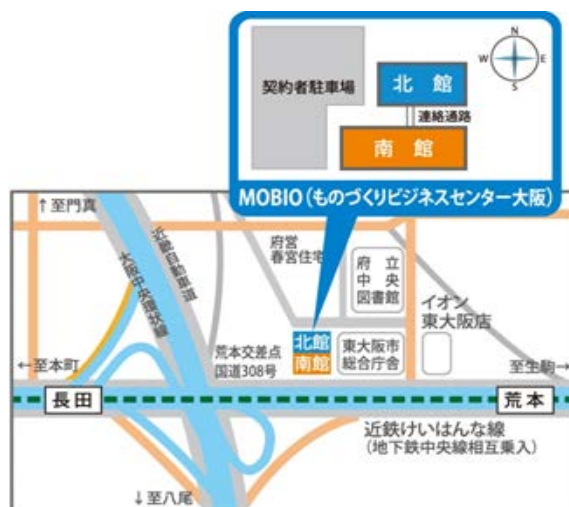 N
W E
S
契約者駐車場
北館
連絡通路
南館
MOBIO(ものづくりビジネスセンター大阪)
↑至門真
近畿自動車道
大阪中央環状線
府営
春宮住宅
府立
中央
図書館
イオン
東大阪店
北館
南館
東大阪市
総合庁舎
荒本交差点
国道308号
←至本町
至生駒→
長田
荒本
近鉄けいはんな線
(地下鉄中央線相互乗入)
↓至八尾